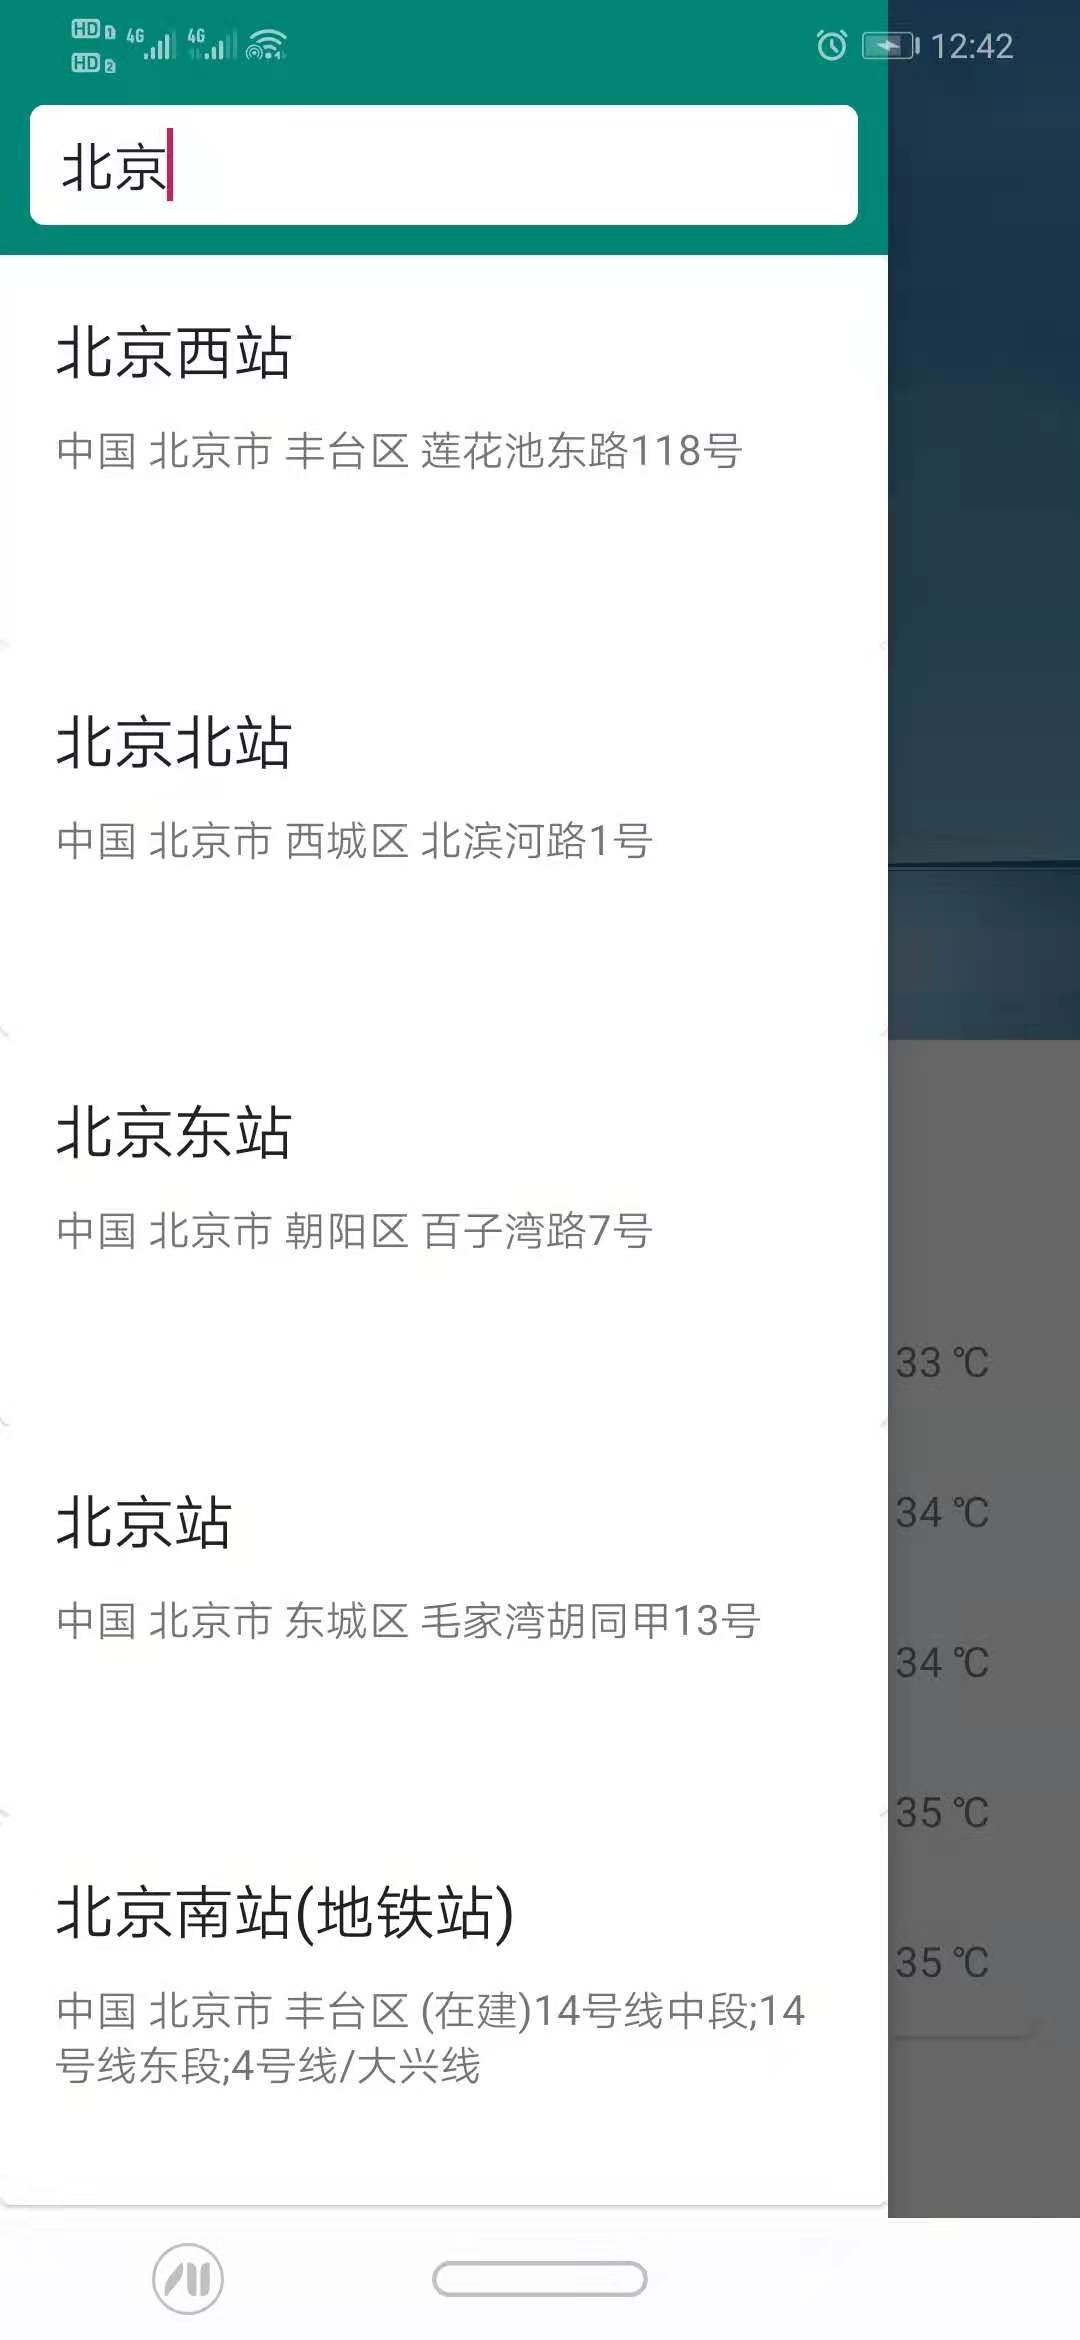 HD 1 4G 4G 12:42
HD 2
北京
北京西站
中国 北京市 丰台区 莲花池东路118号
北京北站
中国 北京市 西城区 北滨河路1号
北京东站
中国 北京市 朝阳区 百子湾路7号
33 ℃
北京站
34 ℃
中国 北京市 东城区 毛家湾胡同甲13号
34 ℃
35 ℃
北京南站(地铁站)
35 ℃
中国 北京市 丰台区 (在建)14号线中段;14
号线东段;4号线/大兴线